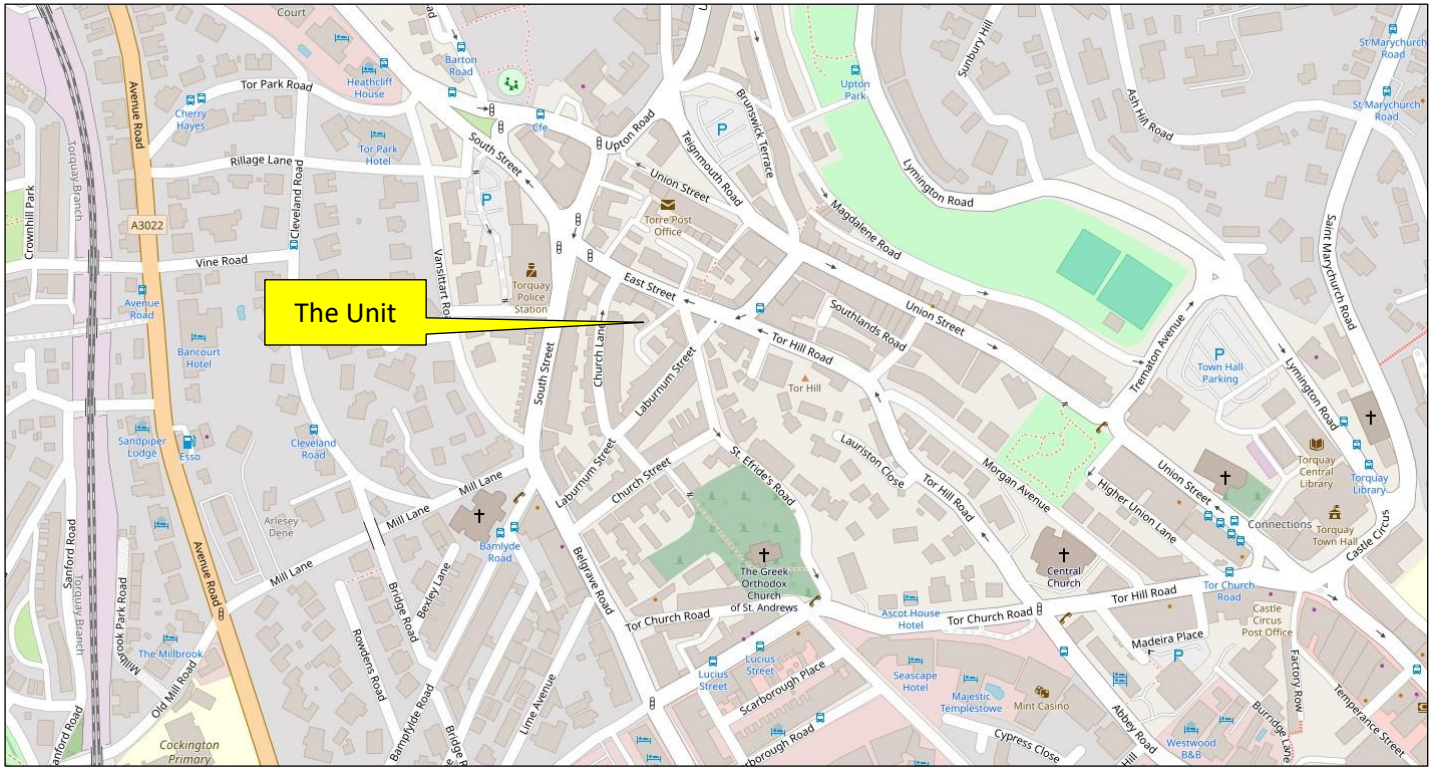 Court
Barton
Road
Heathcliff
House
Tor Park Road
Cherry
Hayes
Avenue Road
Tor Park
Hotel
Rillage Lane
Cleveland Road
South Street
Cfe
Upton Road
Union Street
Teignmouth Road
Brunswick Terrace
P
Upton
Park
Lymington Road
Magdalene Road
Sunbury Hill
Ash Hill Road
St Marychurch
Road
St Marychurch
Road
Saint Marychurch Road
Crownhill Park
Torquay Branch
A3022
Vine Road
Vansittart Ro
P
Torre Post
Office
Torquay
Police
Station
East Street
The Unit
Avenue
Road
Bancourt
Hotel
Church Lane
Laburnum Street
Tor Hill Road
Southlands Road
Union Street
Tor Hill
Trematon Avenue
P
Town Hall
Parking
Lymington Road
South Street
Sandpiper
Lodge
Esso
Cleveland
Road
Mill Lane
Laburnum Street
Church Street
St. Efride's Road
Lauriston Close
Tor Hill Road
Morgan Avenue
Higher Union Lane
Union Street
Torquay
Central
Library
Torquay
Library
Connections
Torquay
Town Hall
Castle Circus
Sanford Road
Torquay Branch
Avenue Road
Arlesey
Dene
Mill Lane
Mill Lane
Bamlyde
Road
Belgrave Road
The Greek
Orthodox
Church
of St. Andrews
Central
Church
Tor Church Road
Ascot House
Hotel
Tor Church Road
Tor Hill Road
Tor Church
Road
Castle
Circus
Post Office
Millbrook Park Road
The Millbrook
Old Mill Road
Bridge Road
Bexley Lane
Rowdens Road
Bampfylde Road
Lime Avenue
Lucius
Street
Lucius
Street
Scarborough Place
Seascape
Hotel
Majestic
Templestowe
Mint Casino
Madeira Place
P
Factory Row
Temperance Street
Sanford Road
Cockington
Primary
Bridge R
rborough Road
Cypress Close
Abbey Road
Hill
Westwood
B&B
Burridge Lane